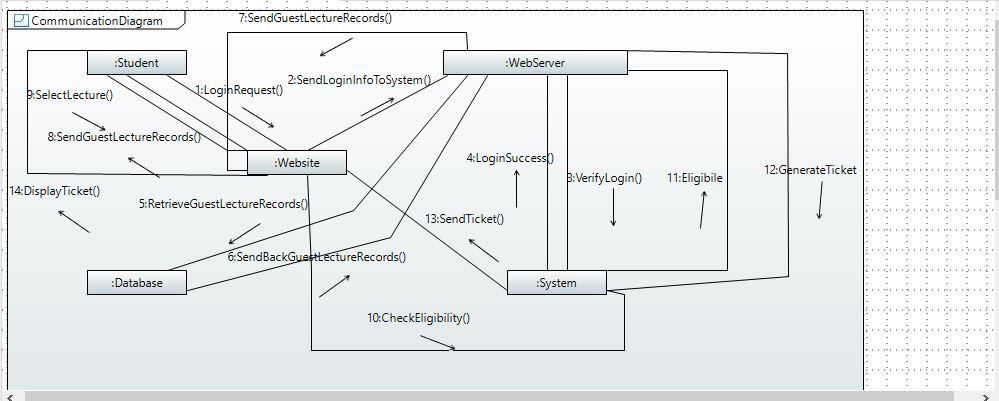 7:SendGuestLectureRecords()
CommunicationDiagram
:Student
:WebServer
2:SendLoginInfoToSystem()
1:LoginRequest()
9:SelectLecture()
8:SendGuestLectureRecords()
:Website
4:LoginSuccess()
12:GenerateTicket
3:VerifyLogin()
11:Eligibile
14:DisplayTicket()
5:RetrieveGuestLectureRecords()
13:SendTicket()
6:SendBackGuestLectureRecords()
:Database
:System
10:CheckEligibility()